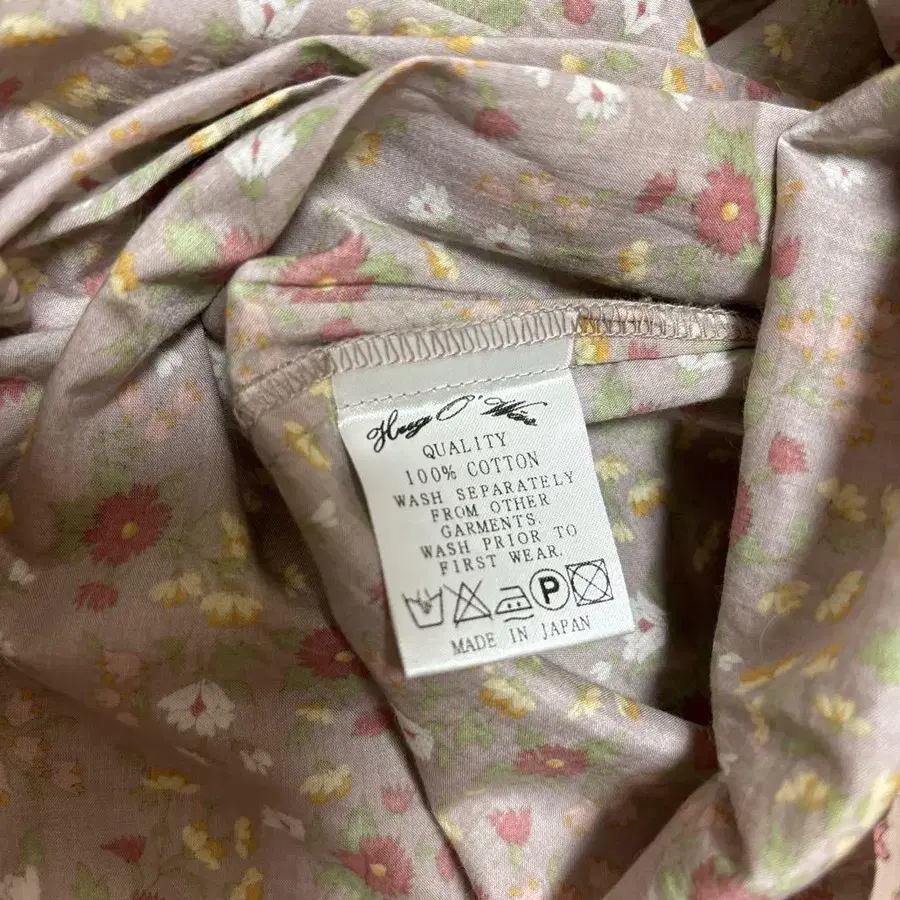 Hug O' War
QUALITY
100% COTTON
WASH SEPARATELY
FROM OTHER
GARMENTS.
WASH PRIOR TO
FIRST WEAR.
P
MADE IN JAPAN